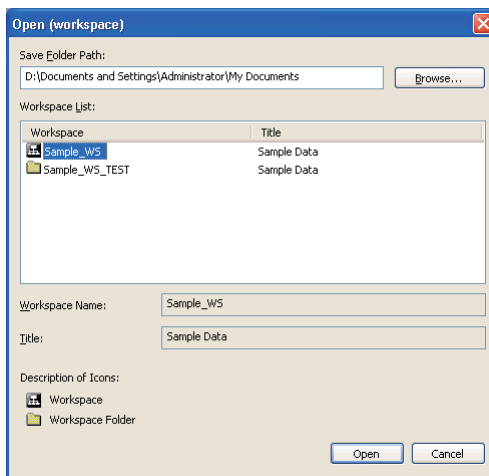 Open (workspace)
Save Folder Path:
D:\Documents and Settings\Administrator\My Documents
Browse...
Workspace List:
Workspace Title
Sample_WS Sample Data
Sample_WS_TEST Sample Data
Workspace Name: Sample_WS
Title: Sample Data
Description of Icons:
Workspace
Workspace Folder
Open Cancel